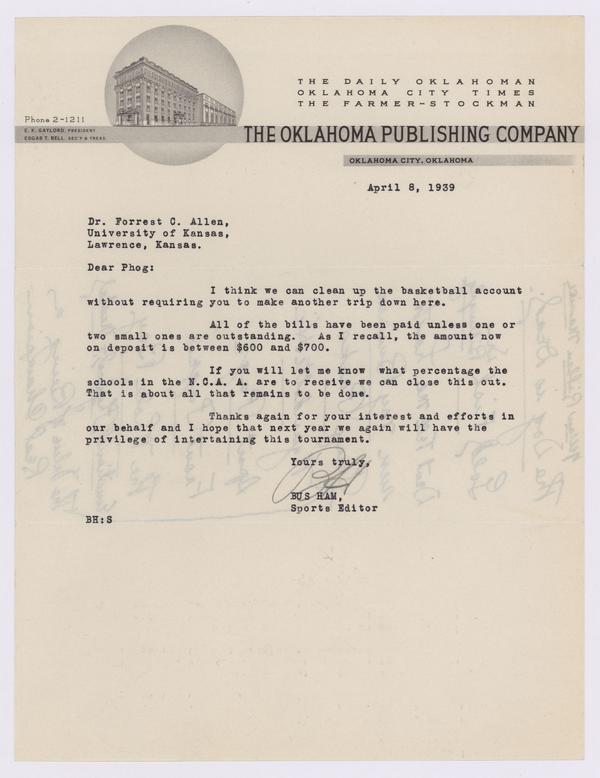 THE DAILY OKLAHOMAN
OKLAHOMA CITY TIMES
THE FARMER-STOCKMAN
Phone 2-1211
E. K. GAYLORD, PRESIDENT
EDGAR T. BELL, SEC'Y & TREAS.
THE OKLAHOMA PUBLISHING COMPANY
OKLAHOMA CITY, OKLAHOMA
April 8, 1939
Dr. Forrest C. Allen,
University of Kansas,
Lawrence, Kansas.
Dear Phog:
I think we can clean up the basketball account
without requiring you to make another trip down here.
All of the bills have been paid unless one or
two small ones are outstanding. As I recall, the amount now
on deposit is between $600 and $700.
If you will let me know what percentage the
schools in the N.C.A. A. are to receive we can close this out.
That is about all that remains to be done.
Thanks again for your interest and efforts in
our behalf and I hope that next year we again will have the
privilege of intertaining this tournament.
Yours truly,
BH
BUS HAM,
Sports Editor
BH:S